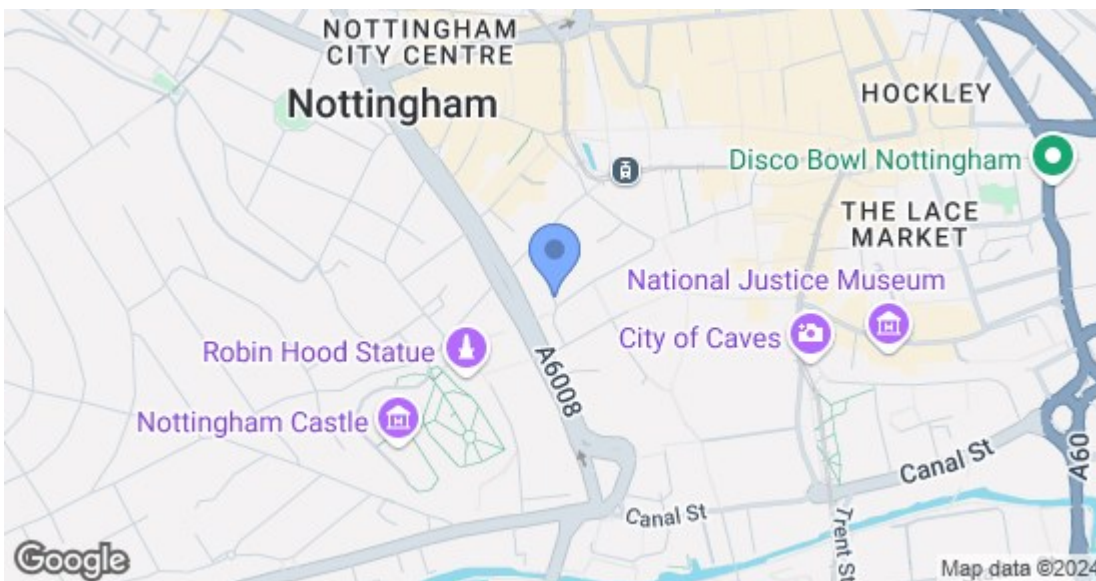 NOTTINGHAM
CITY CENTRE
Nottingham
HOCKLEY
Disco Bowl Nottingham
THE LACE
MARKET
National Justice Museum
City of Caves
Robin Hood Statue
A6008
Nottingham Castle
Canal St
A60
Canal St
Trent St
Google
Map data ©2024